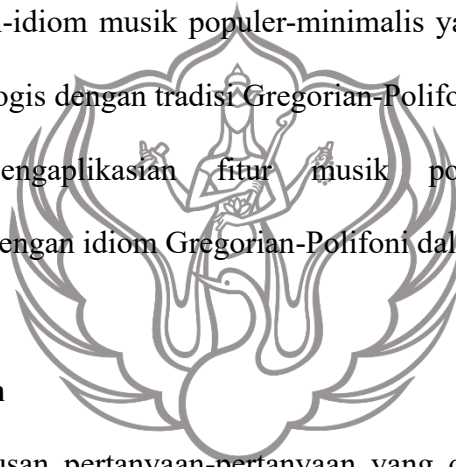 -idiom musik populer-minimalis
ogis dengan tradisi Gregorian-Polifo
engaplikasian fitur musik po
engan idiom Gregorian-Polifoni dal
n
usan pertanyaan-pertanyaan yang